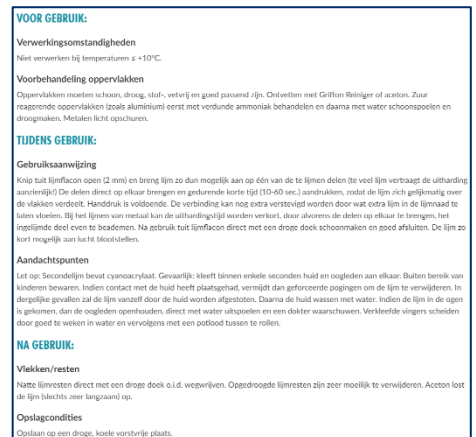 VOOR GEBRUIK:
Verwerkingsomstandigheden
Niet verwerken bij temperaturen ≤ +10°C.
Voorbehandeling oppervlakken
Oppervlakken moeten schoon, droog, stof-, vetvrij en goed passend zijn. Ontvetten met Griffon Reiniger of aceton. Zuur
reagerende oppervlakken (zoals aluminium) eerst met verdunde ammoniak behandelen en daarna met water schoonspoelen en
droogmaken. Metalen licht opschuren.
TIJDENS GEBRUIK:
Gebruiksaanwijzing
Knip tuit lijmflacon open (2 mm) en breng lijm zo dun mogelijk aan op één van de te lijmen delen (te veel lijm vertraagt de uitharding
aanzienlijk!) De delen direct op elkaar brengen en gedurende korte tijd (10-60 sec.) aandrukken, zodat de lijm zich gelijkmatig over
de vlakken verdeelt. Handdruk is voldoende. De verbinding kan nog extra verstevigd worden door wat extra lijm in de lijmnaad te
laten vloeien. Bij het lijmen van metaal kan de uithardingstijd worden verkort, door alvorens de delen op elkaar te brengen, het
ingelijmde deel even te beademen. Na gebruik tuit lijmflacon direct met een droge doek schoonmaken en goed afsluiten. De lijm zo
kort mogelijk aan lucht blootstellen.
Aandachtspunten
Let op: Secondelijm bevat cyanoacrylaat. Gevaarlijk: kleeft binnen enkele seconden huid en oogleden aan elkaar. Buiten bereik van
kinderen bewaren. Indien contact met de huid heeft plaatsgehad, vermijdt dan geforceerde pogingen om de lijm te verwijderen. In
dergelijke gevallen zal de lijm vanzelf door de huid worden afgestoten. Daarna de huid wassen met water. Indien de lijm in de ogen
is gekomen, dan de oogleden openhouden, direct met water uitspoelen en een dokter waarschuwen. Verkleefde vingers scheiden
door goed te weken in water en vervolgens met een potlood tussen te rollen.
NA GEBRUIK:
Vlekken/resten
Natte lijmresten direct met een droge doek o.i.d. wegwrijven. Opgedroogde lijmresten zijn zeer moeilijk te verwijderen. Aceton lost
de lijm (slechts zeer langzaam) op.
Opslagcondities
Opslaan op een droge, koele vorstvrije plaats.